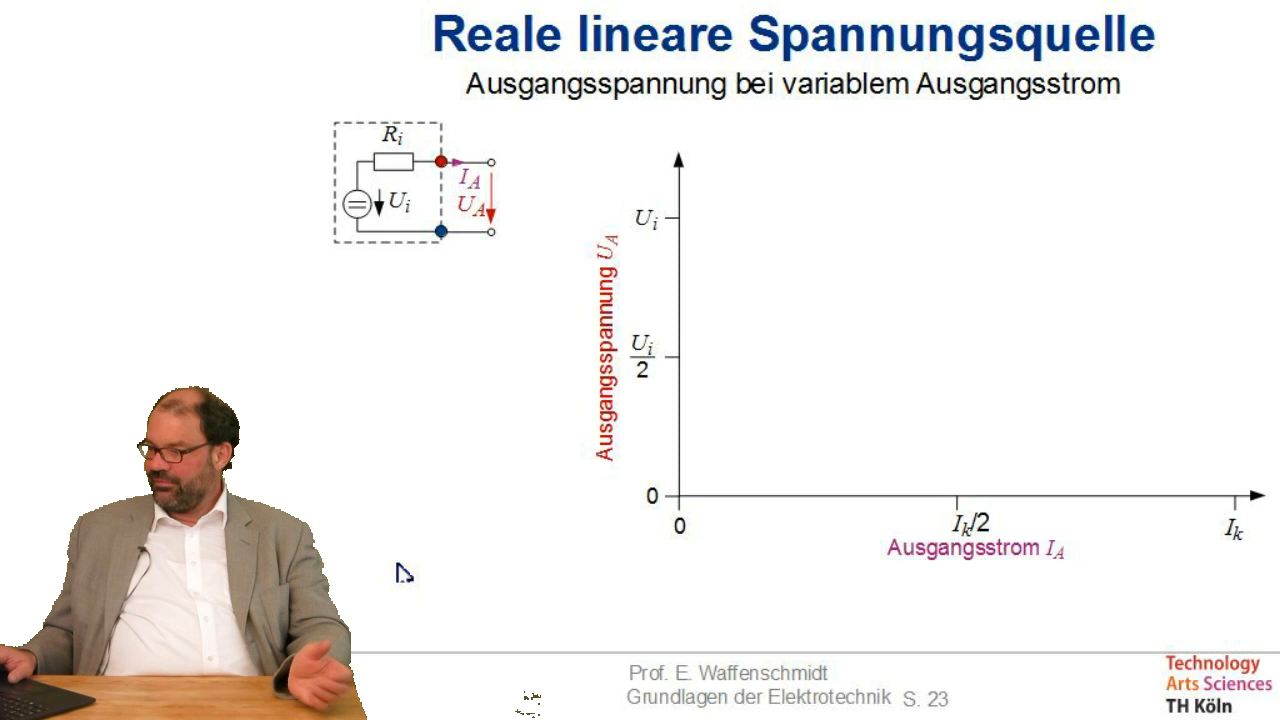 Reale lineare Spannungsquelle
Ausgangsspannung bei variablem Ausgangsstrom
R_i
I_A
U_i
U_A
Ausgangsspannung U_A
U_i
U_i
2
0
0
I_k/2
I_k
Ausgangsstrom I_A
Prof. E. Waffenschmidt
Grundlagen der Elektrotechnik S. 23
Technology
Arts Sciences
TH Köln